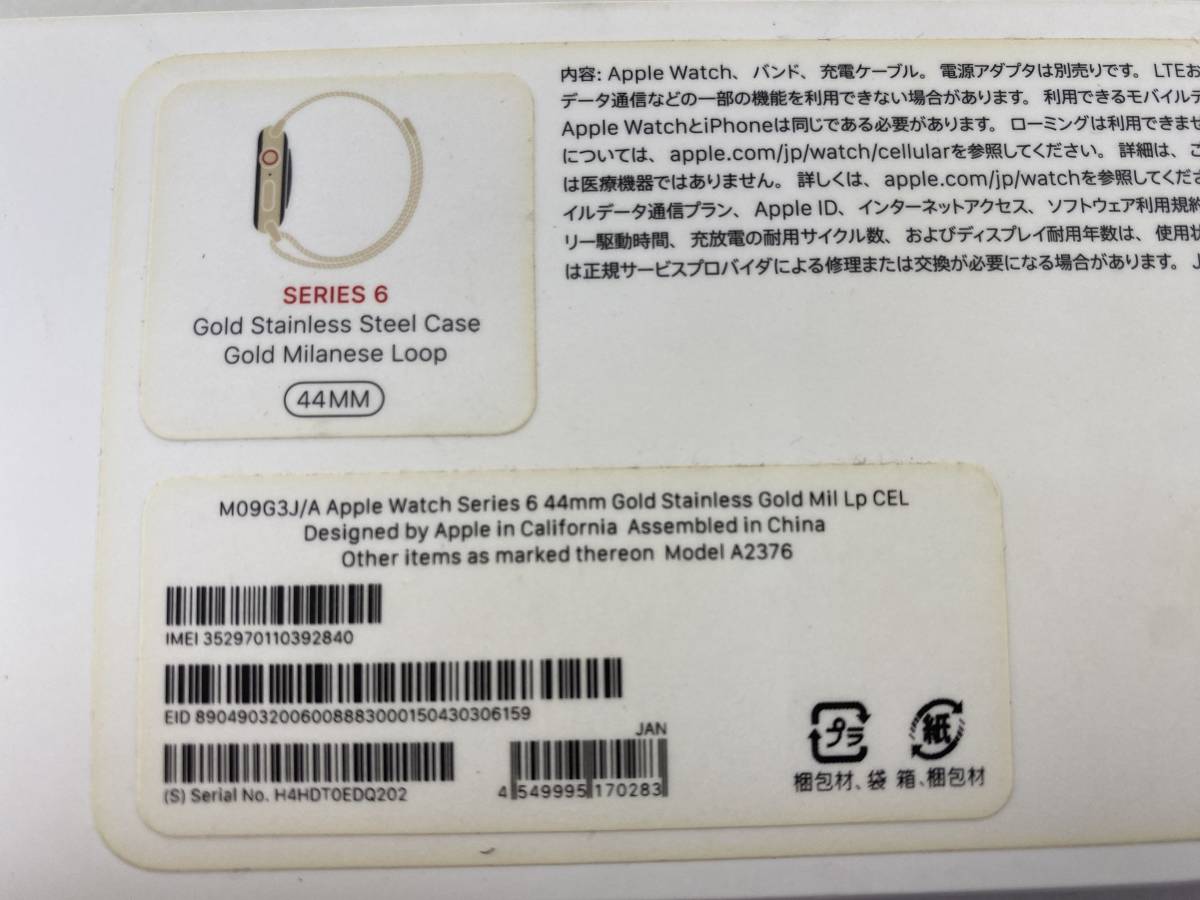 SERIES 6
Gold Stainless Steel Case
Gold Milanese Loop
44MM
内容: Apple Watch、バンド、充電ケーブル。電源アダプタは別売りです。LTEお
データ通信などの一部の機能を利用できない場合があります。利用できるモバイルデ
Apple WatchとiPhoneは同じである必要があります。ローミングは利用できませ
については、apple.com/jp/watch/cellularを参照してください。詳細は、こ
は医療機器ではありません。詳しくは、apple.com/jp/watchを参照してくださ
イルデータ通信プラン、Apple ID、インターネットアクセス、ソフトウェア利用規約
リー駆動時間、充放電の耐用サイクル数、およびディスプレイ耐用年数は、使用状
は正規サービスプロバイダによる修理または交換が必要になる場合があります。
M09G3J/A Apple Watch Series 6 44mm Gold Stainless Gold Mil Lp CEL
Designed by Apple in California Assembled in China
Other items as marked thereon Model A2376
IMEI 352970110392840
EID 89049032006008883000150430306159
(S) Serial No. H4HDT0EDQ202
JAN
4 549995 170283
プラ
梱包材、袋
紙
箱、梱包材